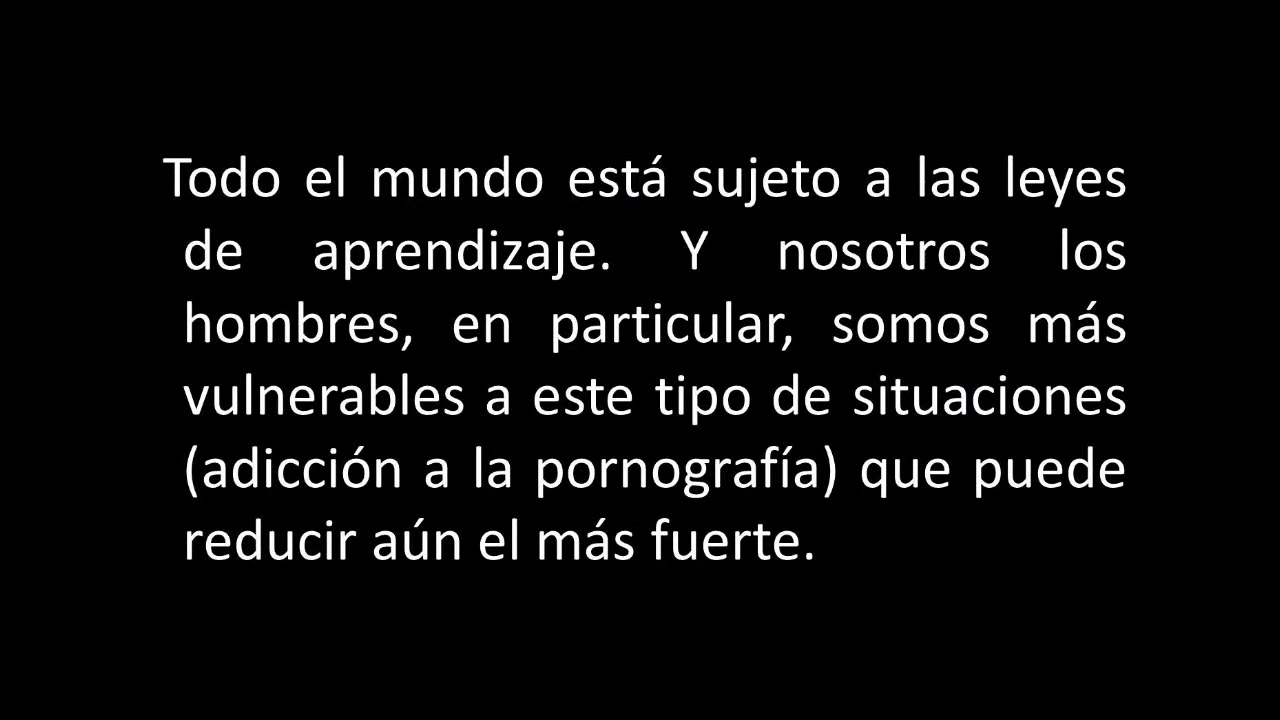 Todo el mundo está sujeto a las leyes
de aprendizaje. Y nosotros los
hombres, en particular, somos más
vulnerables a este tipo de situaciones
(adicción a la pornografía) que puede
reducir aún el más fuerte.